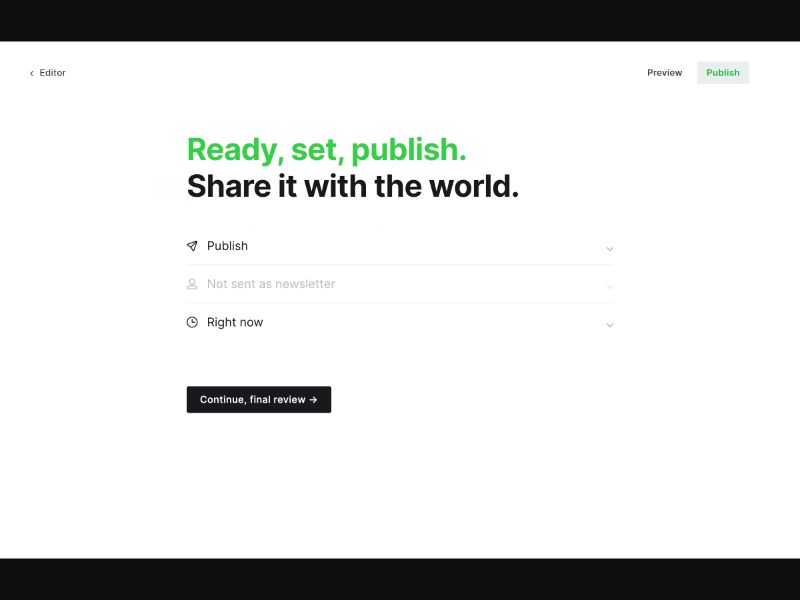 Editor
Preview
Publish
Ready, set, publish.
Share it with the world.
Publish
Not sent as newsletter
Right now
Continue, final review →